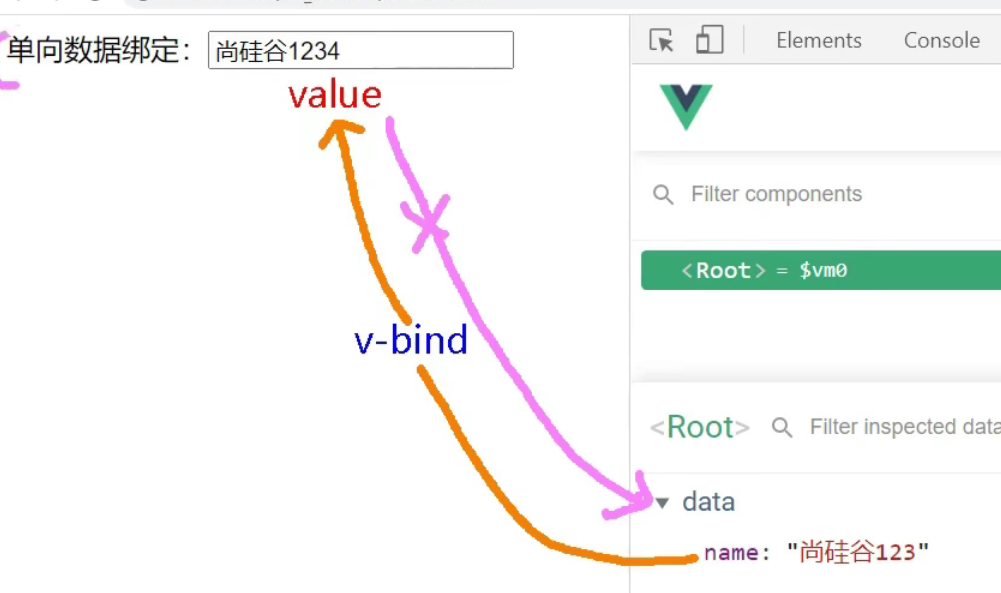 单向数据绑定：
尚硅谷1234
value
v-bind
Elements Console
Filter components
<Root> = $vm0
<Root> Filter inspected data
data
name: "尚硅谷123"